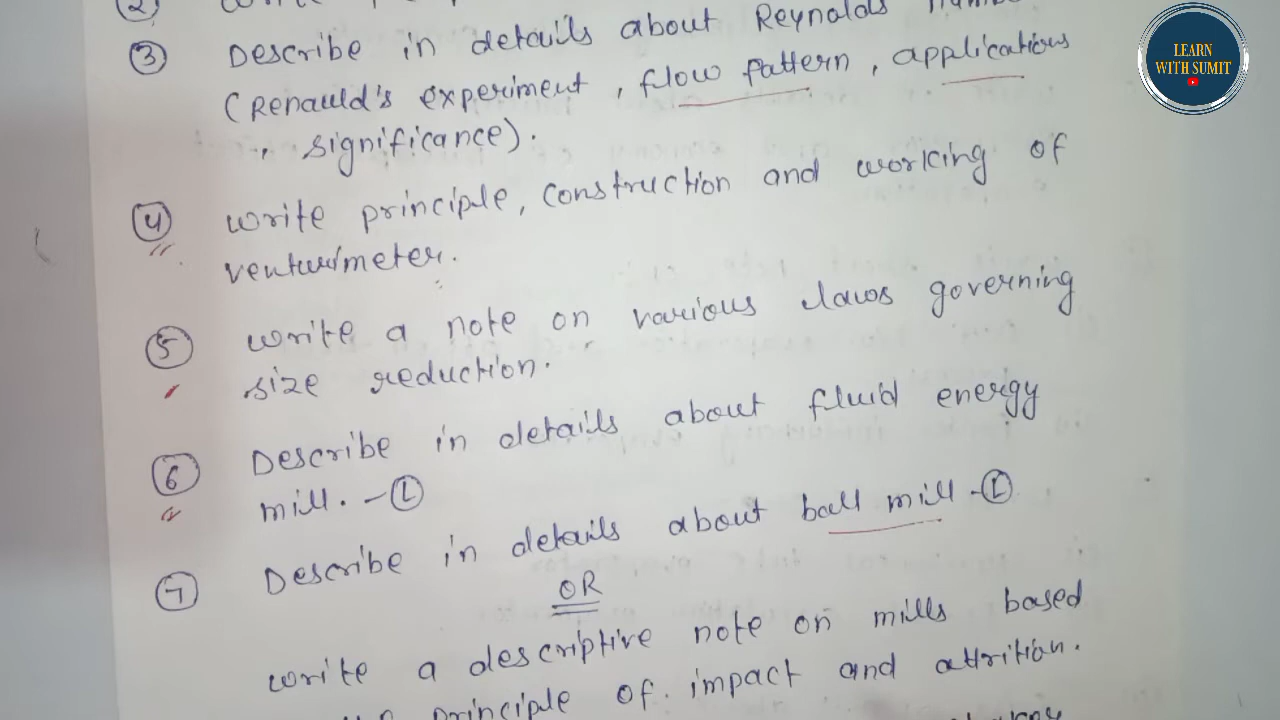 ②
③ Describe in details about Reynolds
(Renauld's experiment, flow pattern, applications
, significance).
④ write principle, construction and working of
venturimeter.
⑤ write a note on various laws governing
size reduction.
⑥ Describe in details about fluid energy
mill. - Ⓛ
⑦ Describe in details about ball mill - Ⓛ
OR
write a descriptive note on mills based
principle of impact and attrition.
LEARN
WITH SUMIT